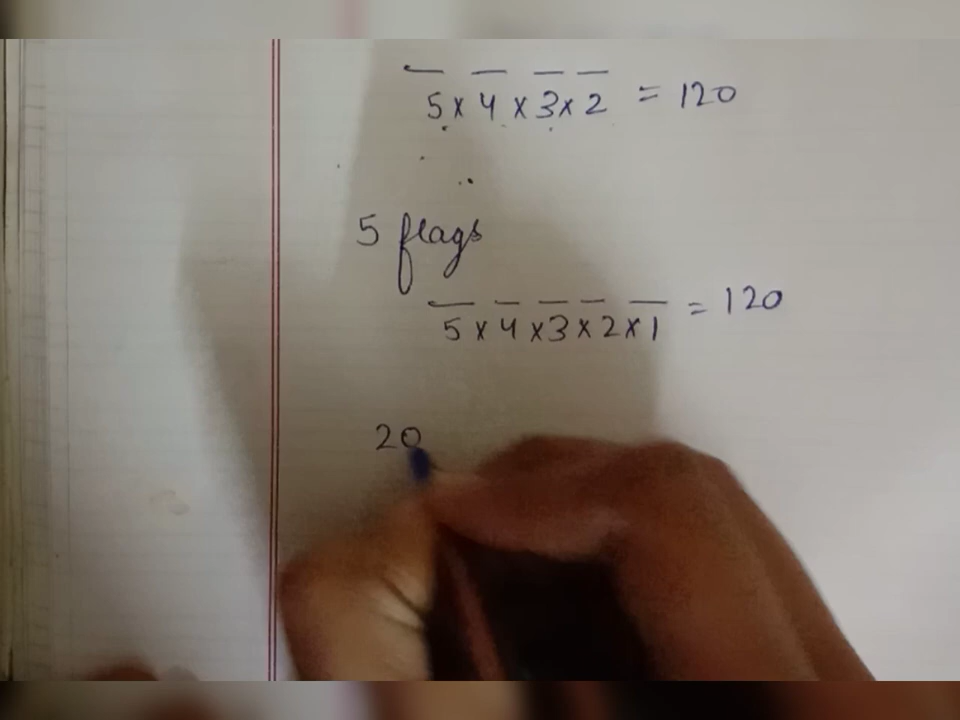 5 x 4 x 3 x 2 = 120
5 flags
5 x 4 x 3 x 2 x 1 = 120
20